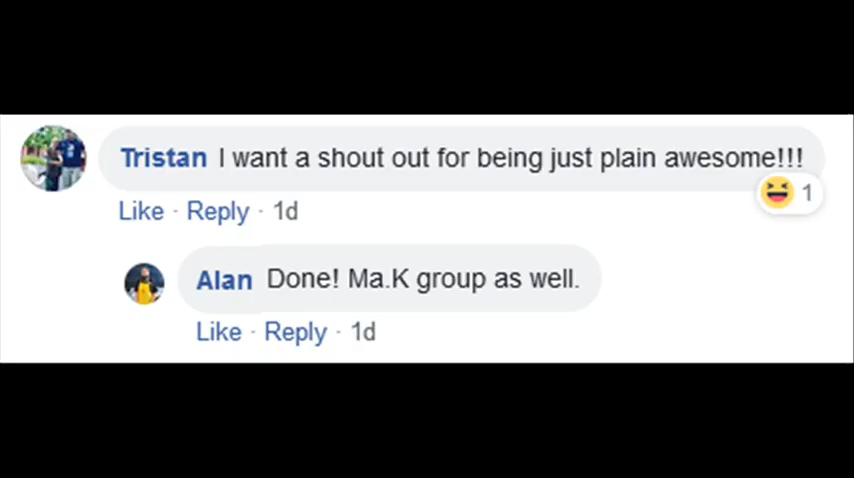 Tristan I want a shout out for being just plain awesome!!!
1
Like · Reply · 1d
Alan Done! Ma.K group as well.
Like · Reply · 1d